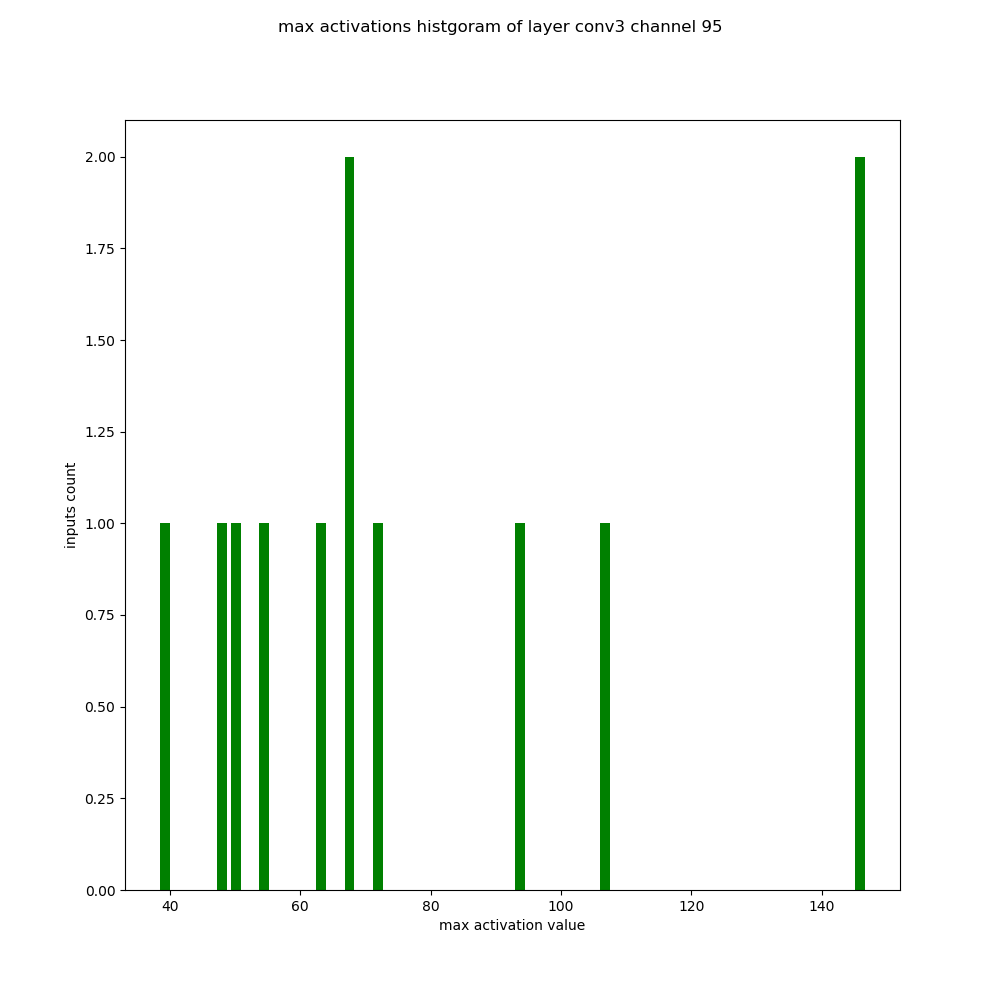 max activations histgoram of layer conv3 channel 95
2.00
1.75
1.50
1.25
1.00
0.75
0.50
0.25
0.00
inputs count
40 60 80 100 120 140
max activation value